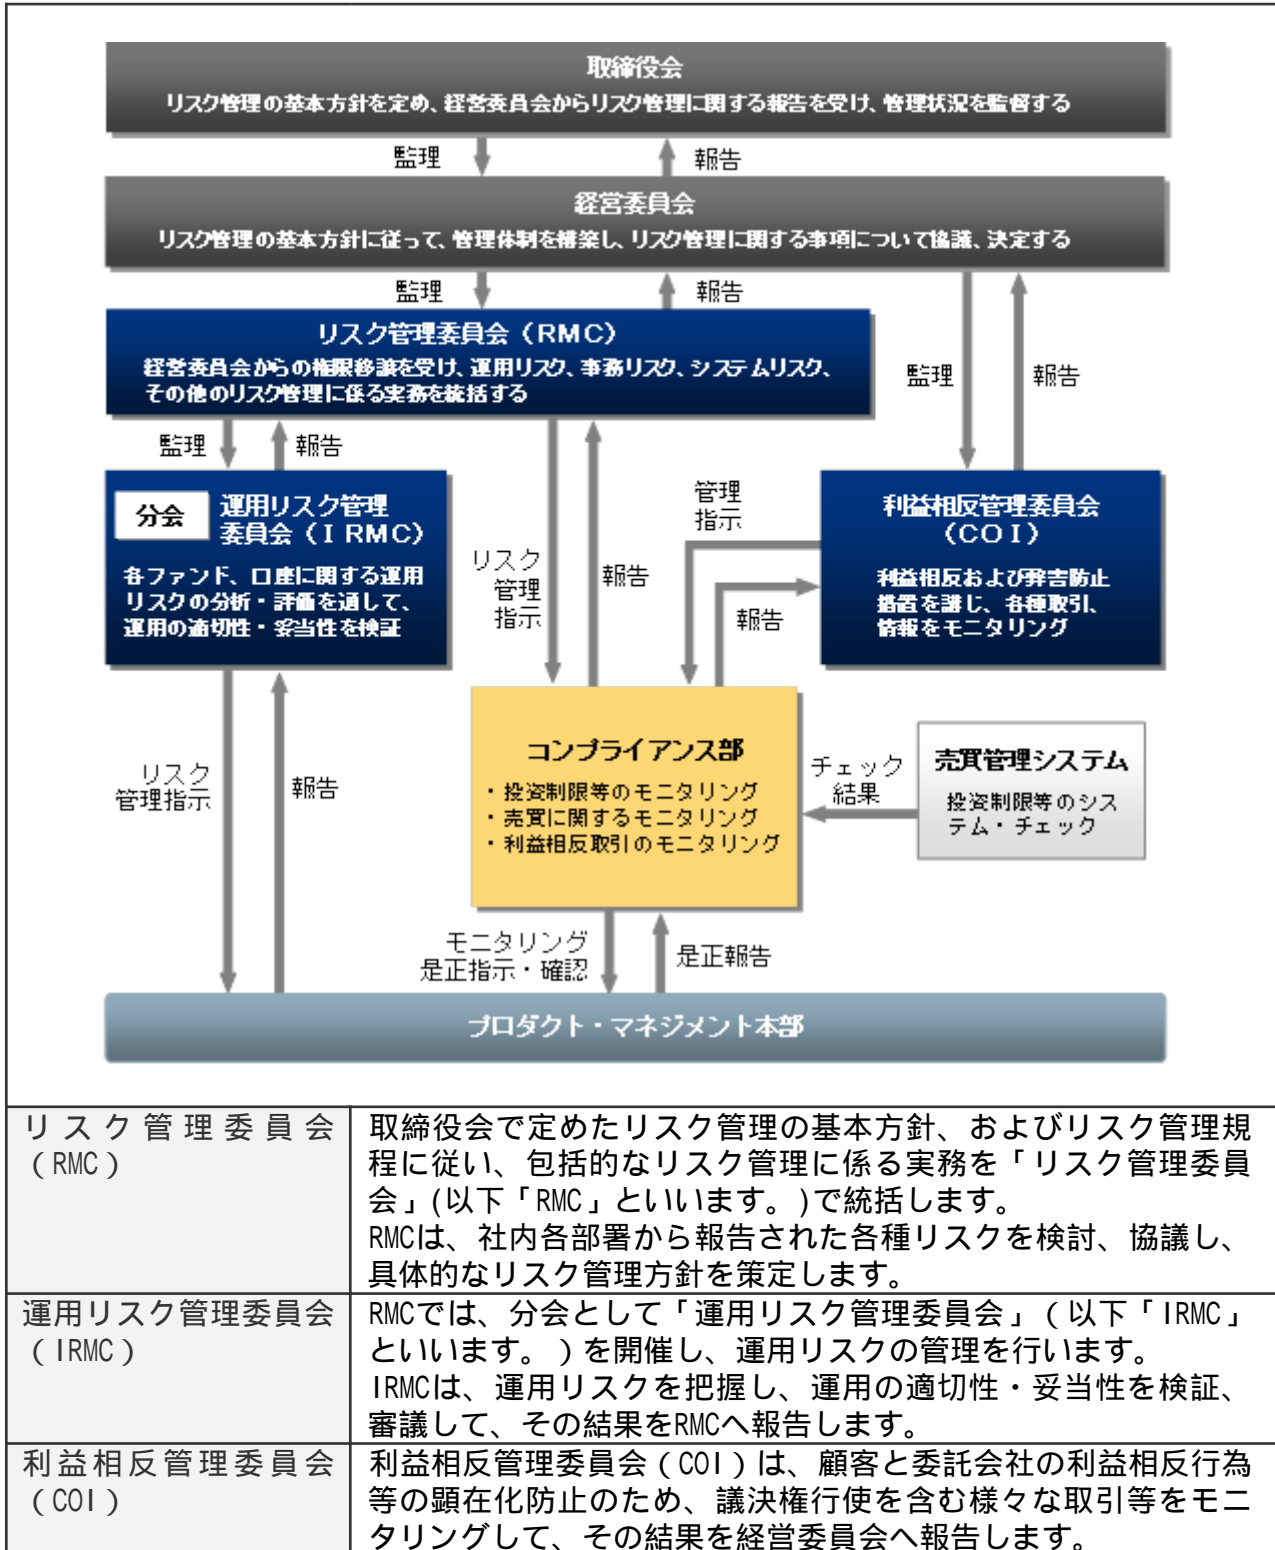 取締役会
リスク管理の基本方針を定め、経営委員会からリスク管理に関する報告を受け、管理状況を監督する
監理
報告
経営委員会
リスク管理の基本方針に従って、管理体制を構築し、リスク管理に関する事項について協議、決定する
監理
報告
リスク管理委員会（RMC）
経営委員会からの権限移譲を受け、運用リスク、事務リスク、システムリスク、
その他のリスク管理に係る実務を統括する
監理
報告
監理
報告
分会
運用リスク管理
委員会（IRMC）
各ファンド、口座に関する運用
リスクの分析・評価を通して、
運用の適切性・妥当性を検証
リスク
管理
指示
報告
管理
指示
報告
利益相反管理委員会
（COI）
利益相反および弊害防止
措置を講じ、各種取引、
情報をモニタリング
リスク
管理指示
報告
コンプライアンス部
・投資制限等のモニタリング
・売買に関するモニタリング
・利益相反取引のモニタリング
チェック
結果
売買管理システム
投資制限等のシス
テム・チェック
モニタリング
是正指示・確認
是正報告
プロダクト・マネジメント本部
リスク管理委員会
（RMC）
取締役会で定めたリスク管理の基本方針、およびリスク管理規
程に従い、包括的なリスク管理に係る実務を「リスク管理委員
会」(以下「RMC」といいます。)で統括します。
RMCは、社内各部署から報告された各種リスクを検討、協議し、
具体的なリスク管理方針を策定します。
運用リスク管理委員会
（IRMC）
RMCでは、分会として「運用リスク管理委員会」（以下「IRMC」
といいます。）を開催し、運用リスクの管理を行います。
IRMCは、運用リスクを把握し、運用の適切性・妥当性を検証、
審議して、その結果をRMCへ報告します。
利益相反管理委員会
（COI）
利益相反管理委員会（COI）は、顧客と委託会社の利益相反行為
等の顕在化防止のため、議決権行使を含む様々な取引等をモニ
タリングして、その結果を経営委員会へ報告します。